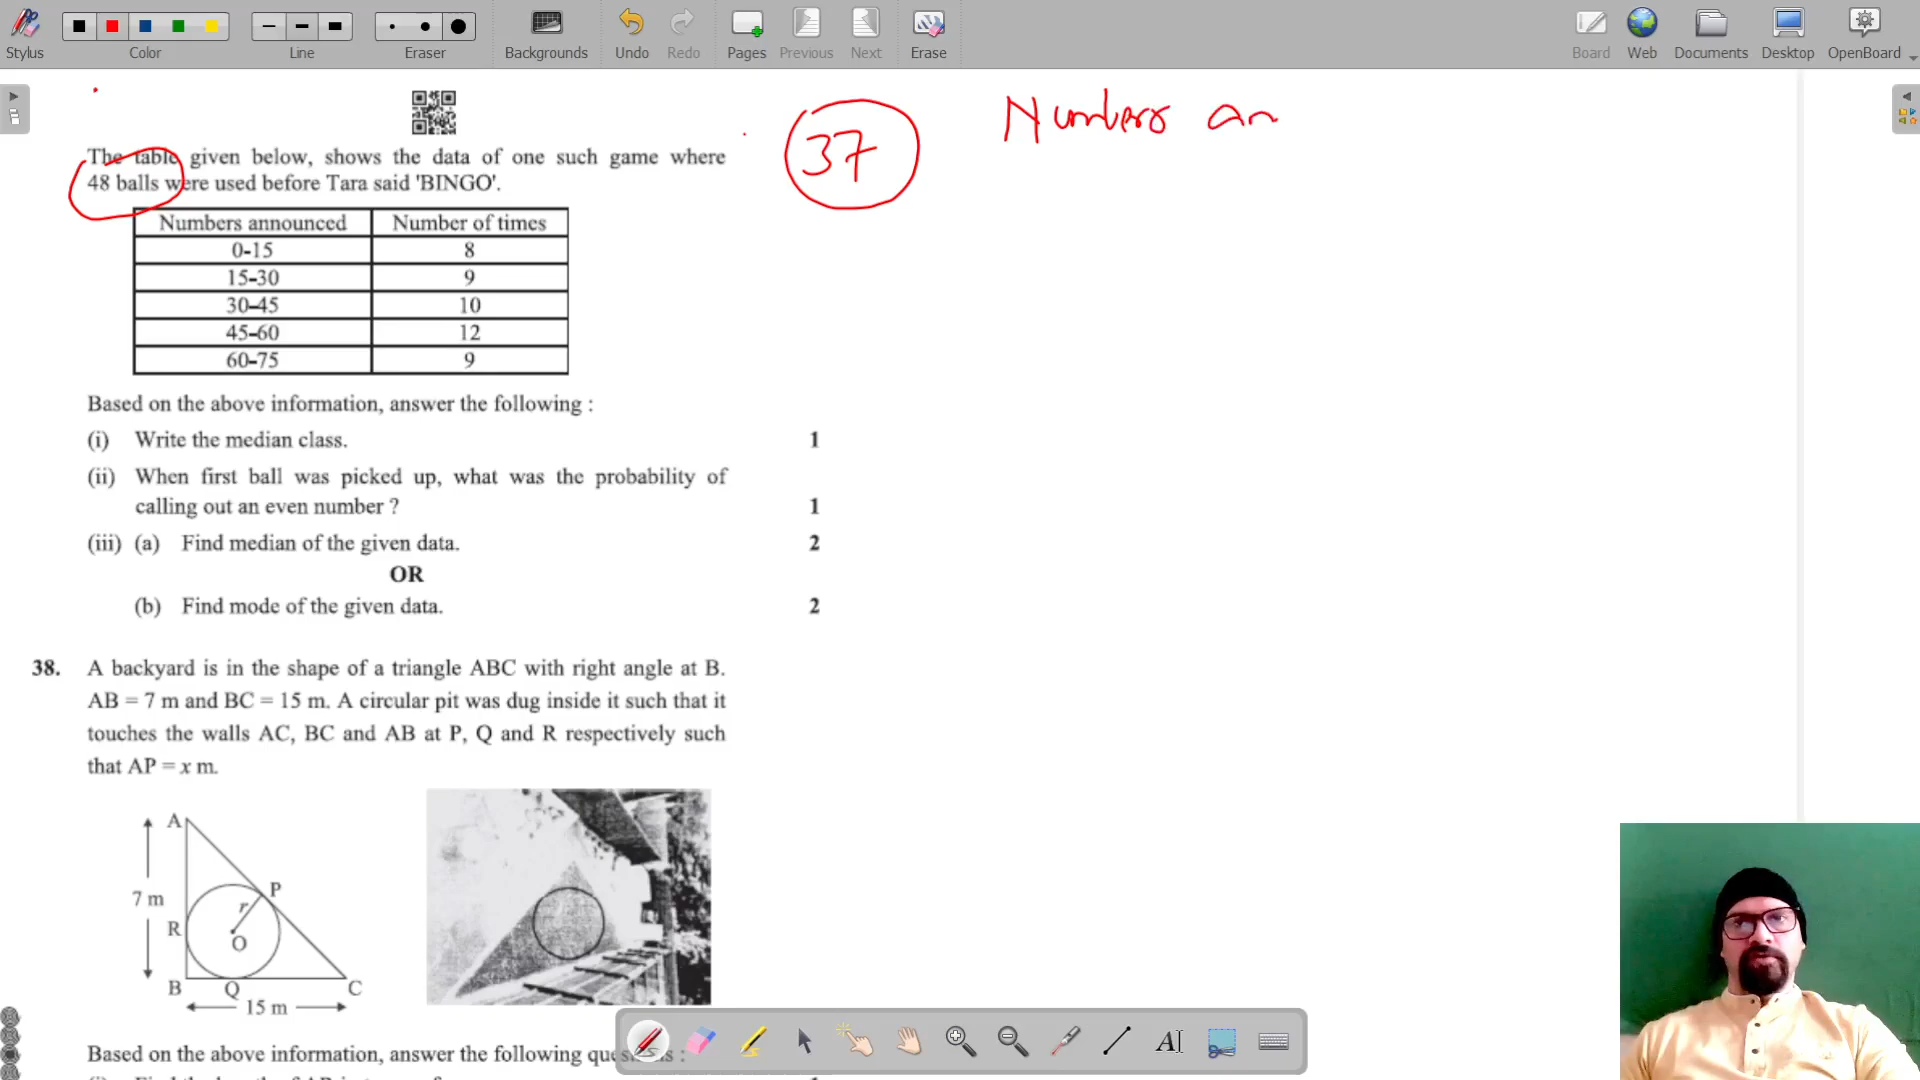 Stylus Color Line Eraser Backgrounds Undo Redo Pages Previous Next Erase Board Web Documents Desktop OpenBoard
37 Numbers an
The table given below, shows the data of one such game where
48 balls were used before Tara said 'BINGO'.
Numbers announced Number of times
0-15 8
15-30 9
30-45 10
45-60 12
60-75 9
Based on the above information, answer the following :
(i) Write the median class. 1
(ii) When first ball was picked up, what was the probability of
calling out an even number ? 1
(iii) (a) Find median of the given data. 2
OR
(b) Find mode of the given data. 2
38. A backyard is in the shape of a triangle ABC with right angle at B.
AB = 7 m and BC = 15 m. A circular pit was dug inside it such that it
touches the walls AC, BC and AB at P, Q and R respectively such
that AP = x m.
A
P
7 m
r
R
O
B Q C
15 m
AI
Based on the above information, answer the following